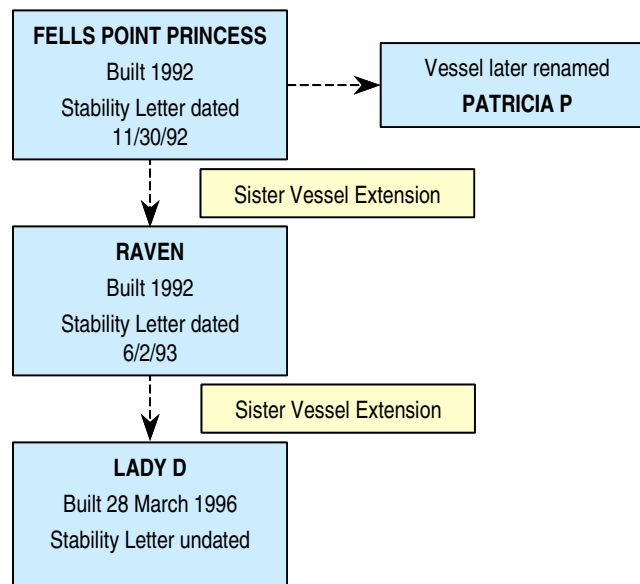 FELLS POINT PRINCESS
Built 1992
Stability Letter dated
11/30/92
Vessel later renamed
PATRICIA P
Sister Vessel Extension
RAVEN
Built 1992
Stability Letter dated
6/2/93
Sister Vessel Extension
LADY D
Built 28 March 1996
Stability Letter undated